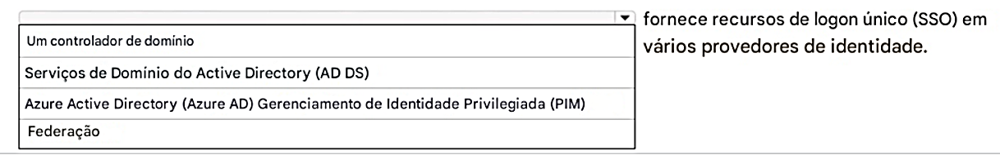 fornece recursos de logon único (SSO) em
vários provedores de identidade.
Um controlador de domínio
Serviços de Domínio do Active Directory (AD DS)
Azure Active Directory (Azure AD) Gerenciamento de Identidade Privilegiada (PIM)
Federação